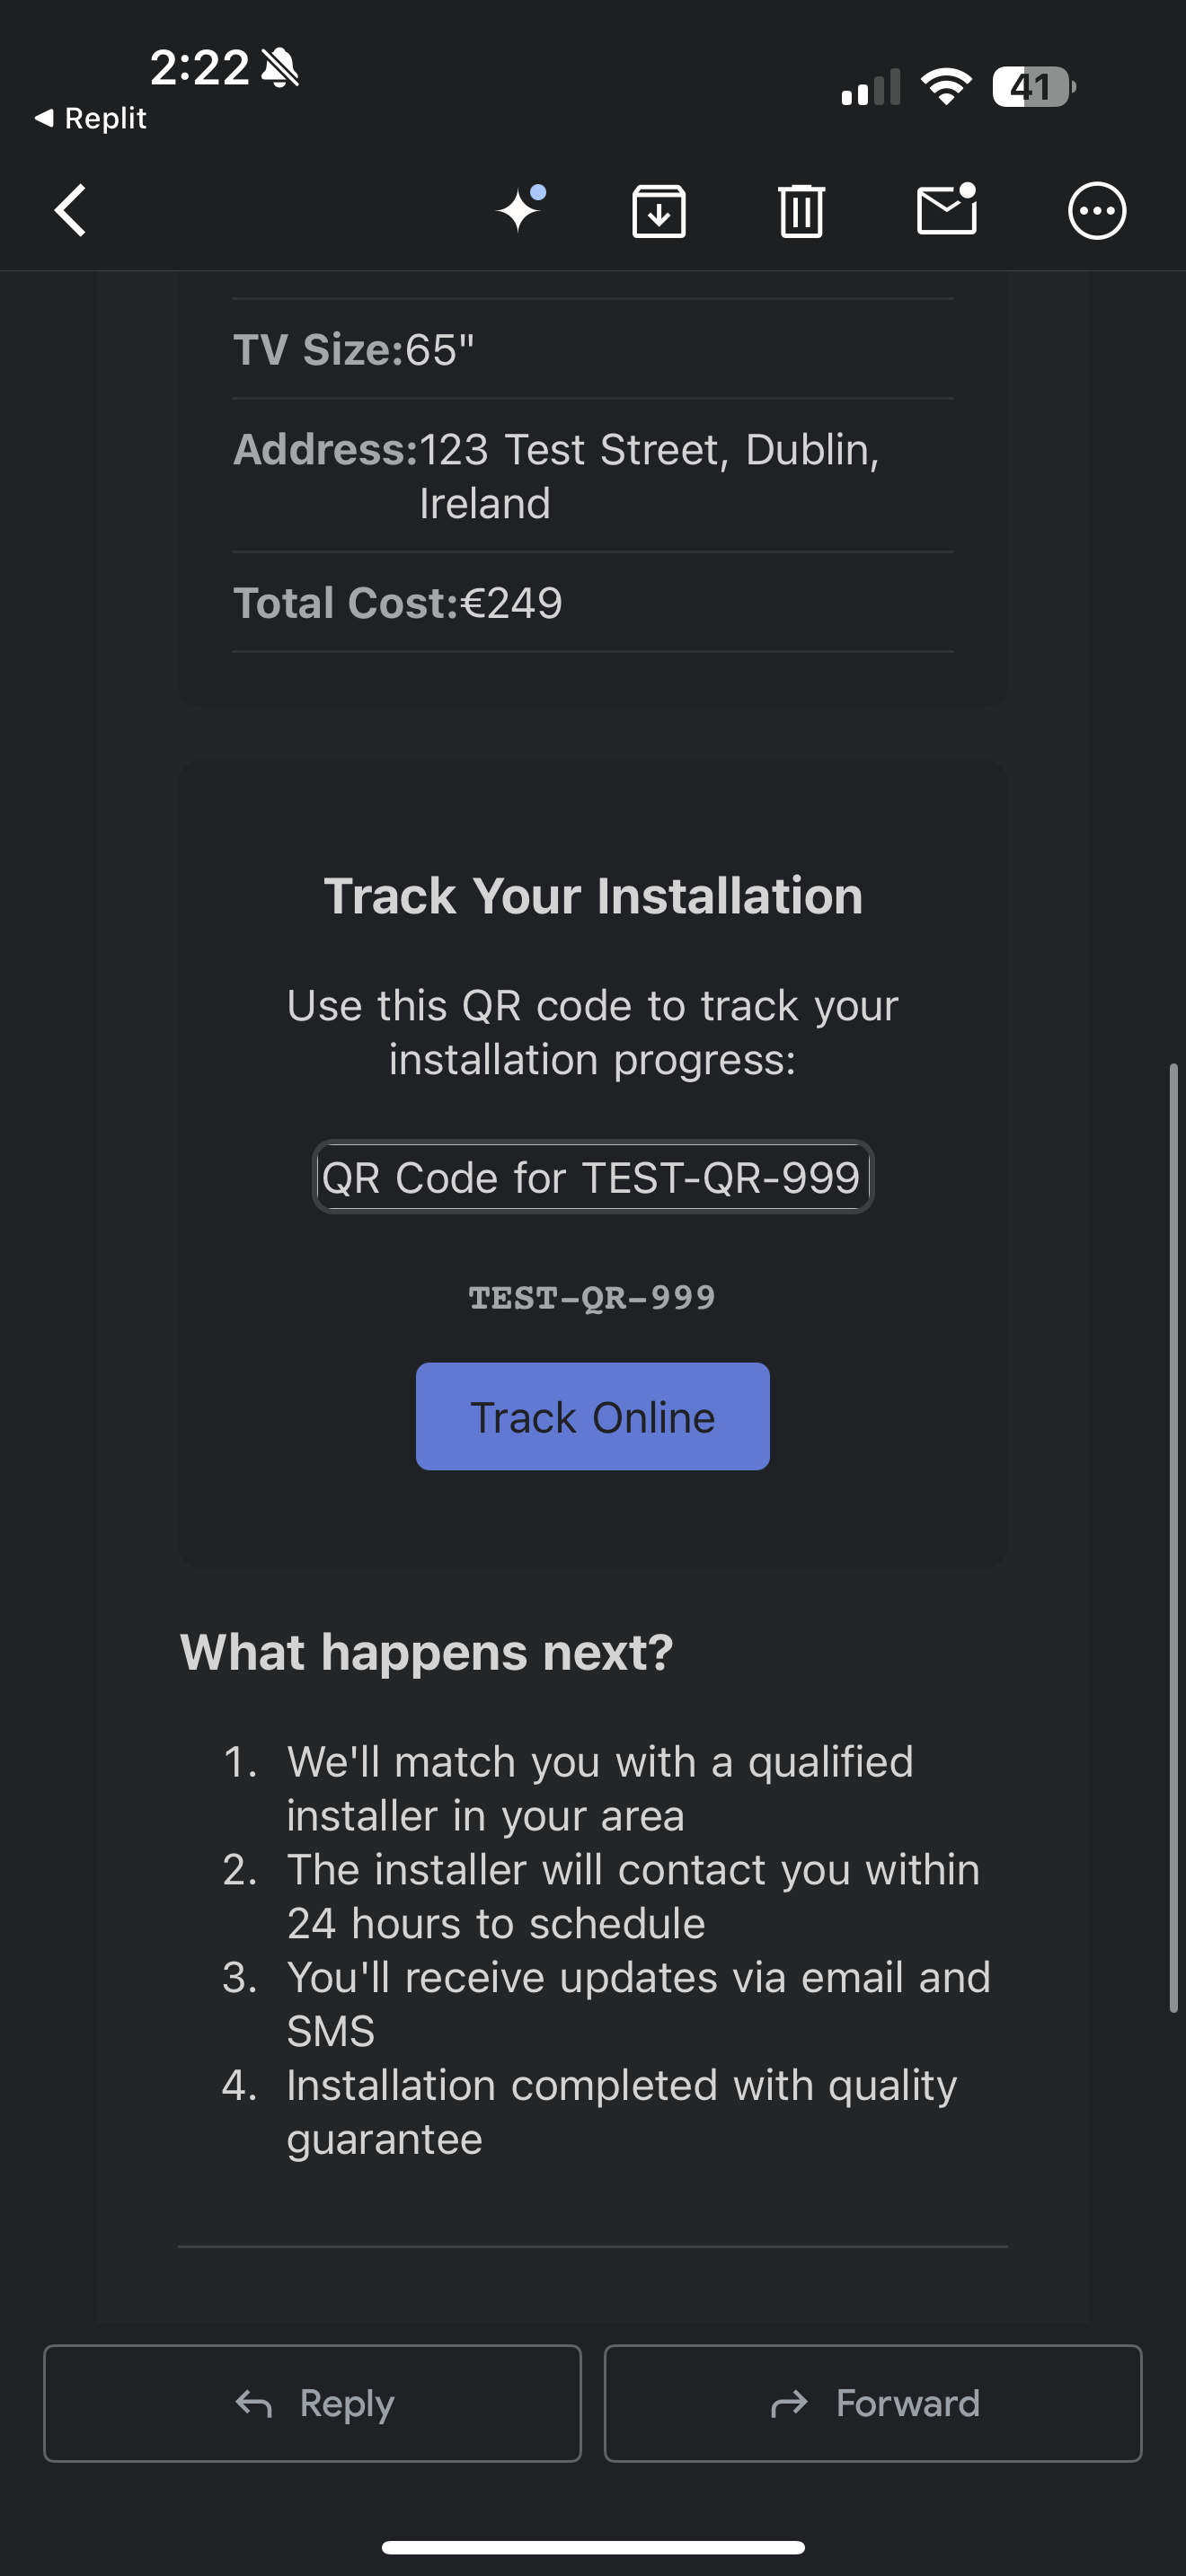 2:22
41
Replit
TV Size:65"
Address:123 Test Street, Dublin,
Ireland
Total Cost:€249
Track Your Installation
Use this QR code to track your
installation progress:
QR Code for TEST-QR-999
TEST-QR-999
Track Online
What happens next?
1. We'll match you with a qualified
installer in your area
2. The installer will contact you within
24 hours to schedule
3. You'll receive updates via email and
SMS
4. Installation completed with quality
guarantee
Reply
Forward